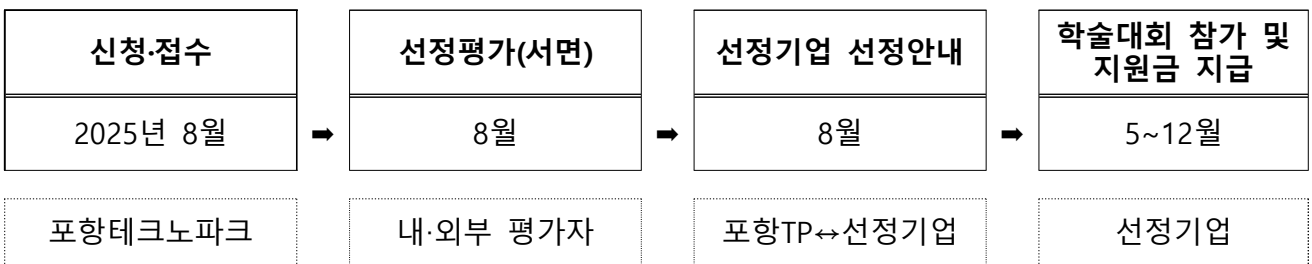 신청·접수
선정평가(서면)
선정기업 선정안내
학술대회 참가 및
지원금 지급
2025년 8월
➡
8월
➡
8월
➡
5~12월
포항테크노파크
내·외부 평가자
포항TP↔선정기업
선정기업